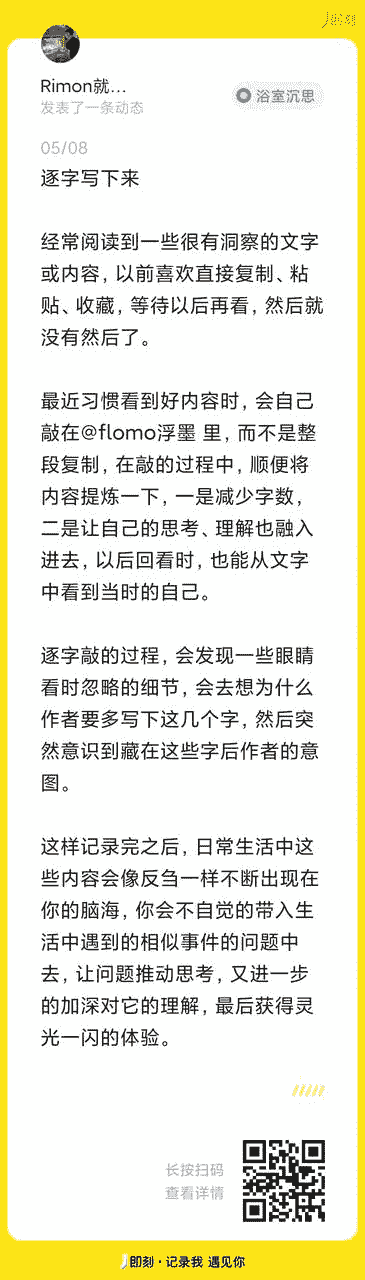 即刻
Rimon就...
发表了一条动态
浴室沉思
05/08
逐字写下来
经常阅读到一些很有洞察的文字
或内容，以前喜欢直接复制、粘
贴、收藏，等待以后再看，然后就
没有然后了。
最近习惯看到好内容时，会自己
敲在@flomo浮墨 里，而不是整
段复制，在敲的过程中，顺便将
内容提炼一下，一是减少字数，
二是让自己的思考、理解也融入
进去，以后回看时，也能从文字
中看到当时的自己。
逐字敲的过程，会发现一些眼睛
看时忽略的细节，会去想为什么
作者要多写下这几个字，然后突
然意识到藏在这些字后作者的意
图。
这样记录完之后，日常生活中这
些内容会像反刍一样不断出现在
你的脑海，你会不自觉的带入生
活中遇到的相似事件的问题中
去，让问题推动思考，又进一步
的加深对它的理解，最后获得灵
光一闪的体验。
长按扫码
查看详情
即刻·记录我 遇见你